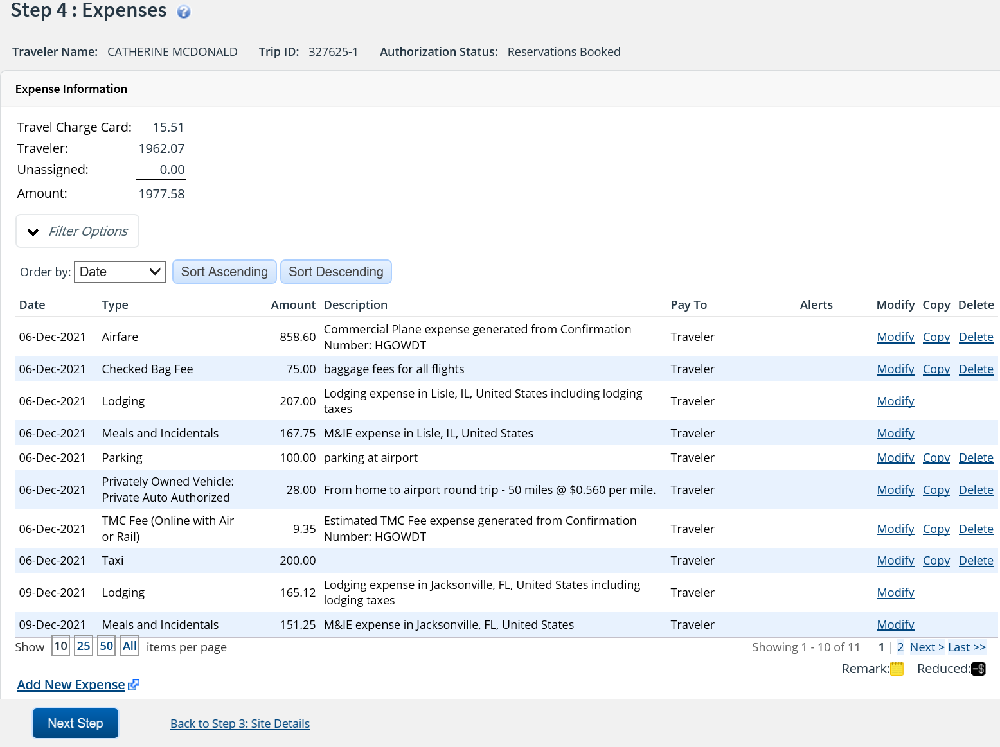 Step 4 : Expenses ?
Traveler Name: CATHERINE MCDONALD Trip ID: 327625-1 Authorization Status: Reservations Booked
Expense Information
Travel Charge Card: 15.51
Traveler: 1962.07
Unassigned: 0.00
Amount: 1977.58
Filter Options
Order by: Date Sort Ascending Sort Descending
Date Type Amount Description Pay To Alerts Modify Copy Delete
06-Dec-2021 Airfare 858.60 Commercial Plane expense generated from Confirmation
Number: HGOWDT Traveler Modify Copy Delete
06-Dec-2021 Checked Bag Fee 75.00 baggage fees for all flights Traveler Modify Copy Delete
06-Dec-2021 Lodging 207.00 Lodging expense in Lisle, IL, United States including lodging
taxes Traveler Modify
06-Dec-2021 Meals and Incidentals 167.75 M&IE expense in Lisle, IL, United States Traveler Modify
06-Dec-2021 Parking 100.00 parking at airport Traveler Modify Copy Delete
06-Dec-2021 Privately Owned Vehicle:
Private Auto Authorized 28.00 From home to airport round trip - 50 miles @ $0.560 per mile. Traveler Modify Copy Delete
06-Dec-2021 TMC Fee (Online with Air
or Rail) 9.35 Estimated TMC Fee expense generated from Confirmation
Number: HGOWDT Traveler Modify Copy Delete
06-Dec-2021 Taxi 200.00 Traveler Modify Copy Delete
09-Dec-2021 Lodging 165.12 Lodging expense in Jacksonville, FL, United States including
lodging taxes Traveler Modify
09-Dec-2021 Meals and Incidentals 151.25 M&IE expense in Jacksonville, FL, United States Traveler Modify
Show 10 25 50 All items per page Showing 1 - 10 of 11 1 | 2 Next > Last >>
Remark: Reduced: -$
Add New Expense
Next Step Back to Step 3: Site Details